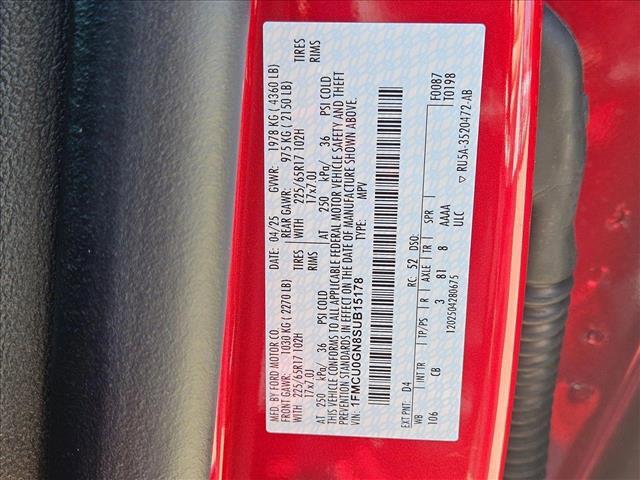 MFD. BY FORD MOTOR CO. DATE: 04/25 GVWR: 1978 KG ( 4360 LB)
FRONT GAWR: 1030 KG ( 2270 LB) REAR GAWR: 975 KG ( 2150 LB)
WITH 225/65R17 102H TIRES WITH 225/65R17 102H TIRES
17x7.0J RIMS 17x7.0J RIMS
AT 250 kPa/ 36 PSI COLD AT 250 kPa/ 36 PSI COLD
THIS VEHICLE CONFORMS TO ALL APPLICABLE FEDERAL MOTOR VEHICLE SAFETY AND THEFT
PREVENTION STANDARDS IN EFFECT ON THE DATE OF MANUFACTURE SHOWN ABOVE.
VIN: 1FMCU0GN8SUB15178 TYPE: MPV
EXT PNT: D4 RC: 52 DSO: F0087
WB INT TR TP/PS R AXLE TR SPR T0198
106 CB 3 81 8 AAAA
1202504280675 ULC ▽ RU5A-3520472-AB